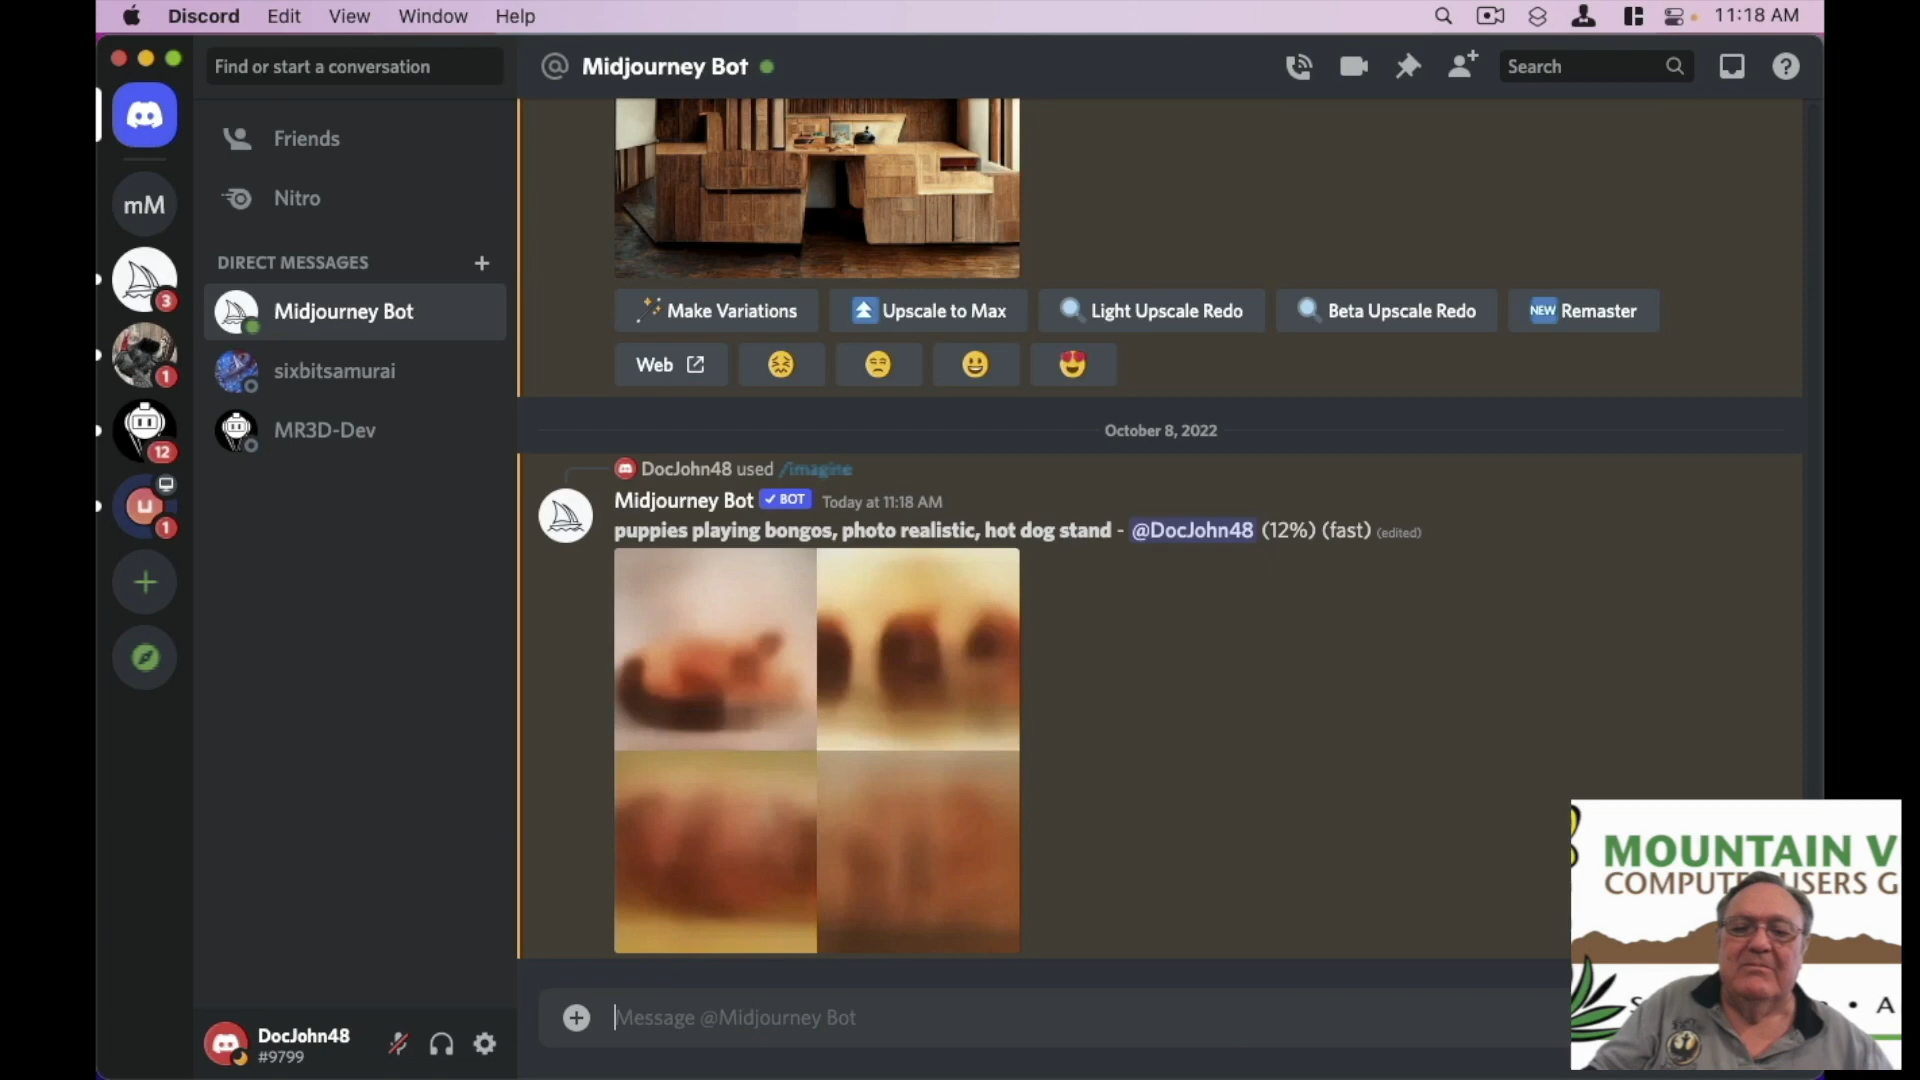 Discord Edit View Window Help 11:18 AM
Find or start a conversation
Midjourney Bot
Search
Friends
Nitro
DIRECT MESSAGES
Midjourney Bot
sixbitsamurai
MR3D-Dev
mM
3
1
12
U
1
Make Variations
Upscale to Max
Light Upscale Redo
Beta Upscale Redo
NEW Remaster
Web
October 8, 2022
DocJohn48 used /imagine
Midjourney Bot BOT Today at 11:18 AM
puppies playing bongos, photo realistic, hot dog stand - @DocJohn48 (12%) (fast) (edited)
Message @Midjourney Bot
DocJohn48
#9799
MOUNTAIN V
COMPUTE USERS G
S • A